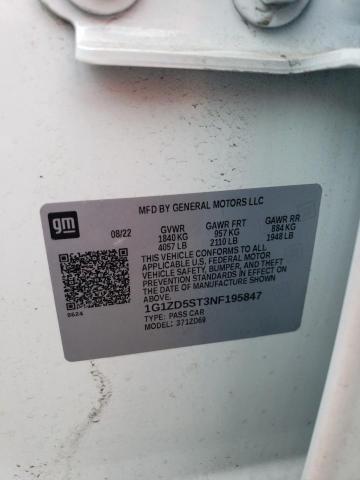 gm
MFD BY GENERAL MOTORS LLC
08/22
GVWR
1840 KG
4057 LB
GAWR FRT
957 KG
2110 LB
GAWR RR
884 KG
1948 LB
THIS VEHICLE CONFORMS TO ALL
APPLICABLE U.S. FEDERAL MOTOR
VEHICLE SAFETY, BUMPER, AND THEFT
PREVENTION STANDARDS IN EFFECT ON
THE DATE OF MANUFACTURE SHOWN
ABOVE.
0624
1G1ZD5ST3NF195847
TYPE: PASS CAR
MODEL: 371ZD69